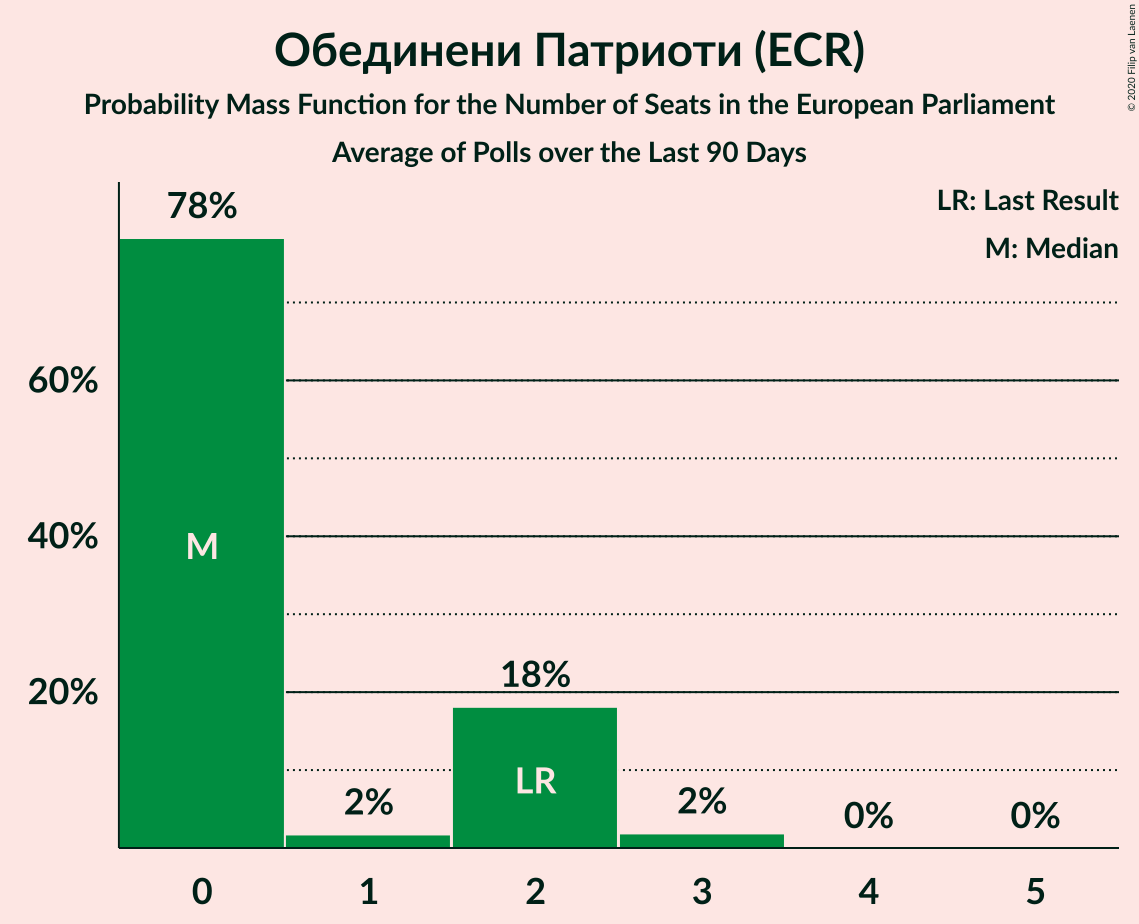 Обединени Патриоти (ECR)
Probability Mass Function for the Number of Seats in the European Parliament
Average of Polls over the Last 90 Days
© 2020 Filip van Laenen
LR: Last Result
M: Median
78%
60%
40%
20%
M
2%
18%
LR
2%
0%
0%
0
1
2
3
4
5